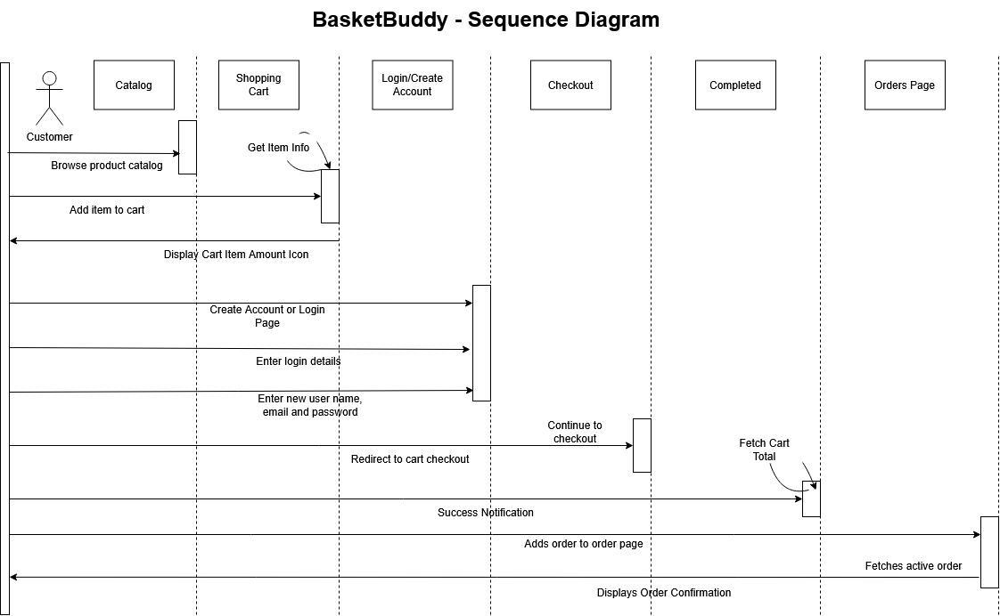 BasketBuddy - Sequence Diagram
Catalog
Shopping
Cart
Login/Create
Account
Checkout
Completed
Orders Page
Customer
Get Item Info
Browse product catalog
Add item to cart
Display Cart Item Amount Icon
Create Account or Login
Page
Enter login details
Enter new user name,
email and password
Continue to
checkout
Redirect to cart checkout
Fetch Cart
Total
Success Notification
Adds order to order page
Fetches active order
Displays Order Confirmation